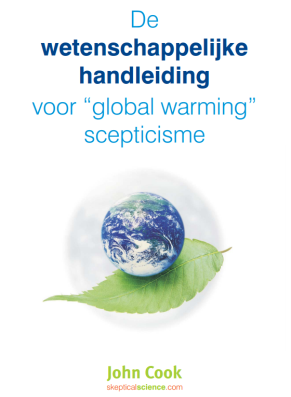 De
wetenschappelijke
handleiding
voor “global warming”
scepticisme
John Cook
skepticalscience.com